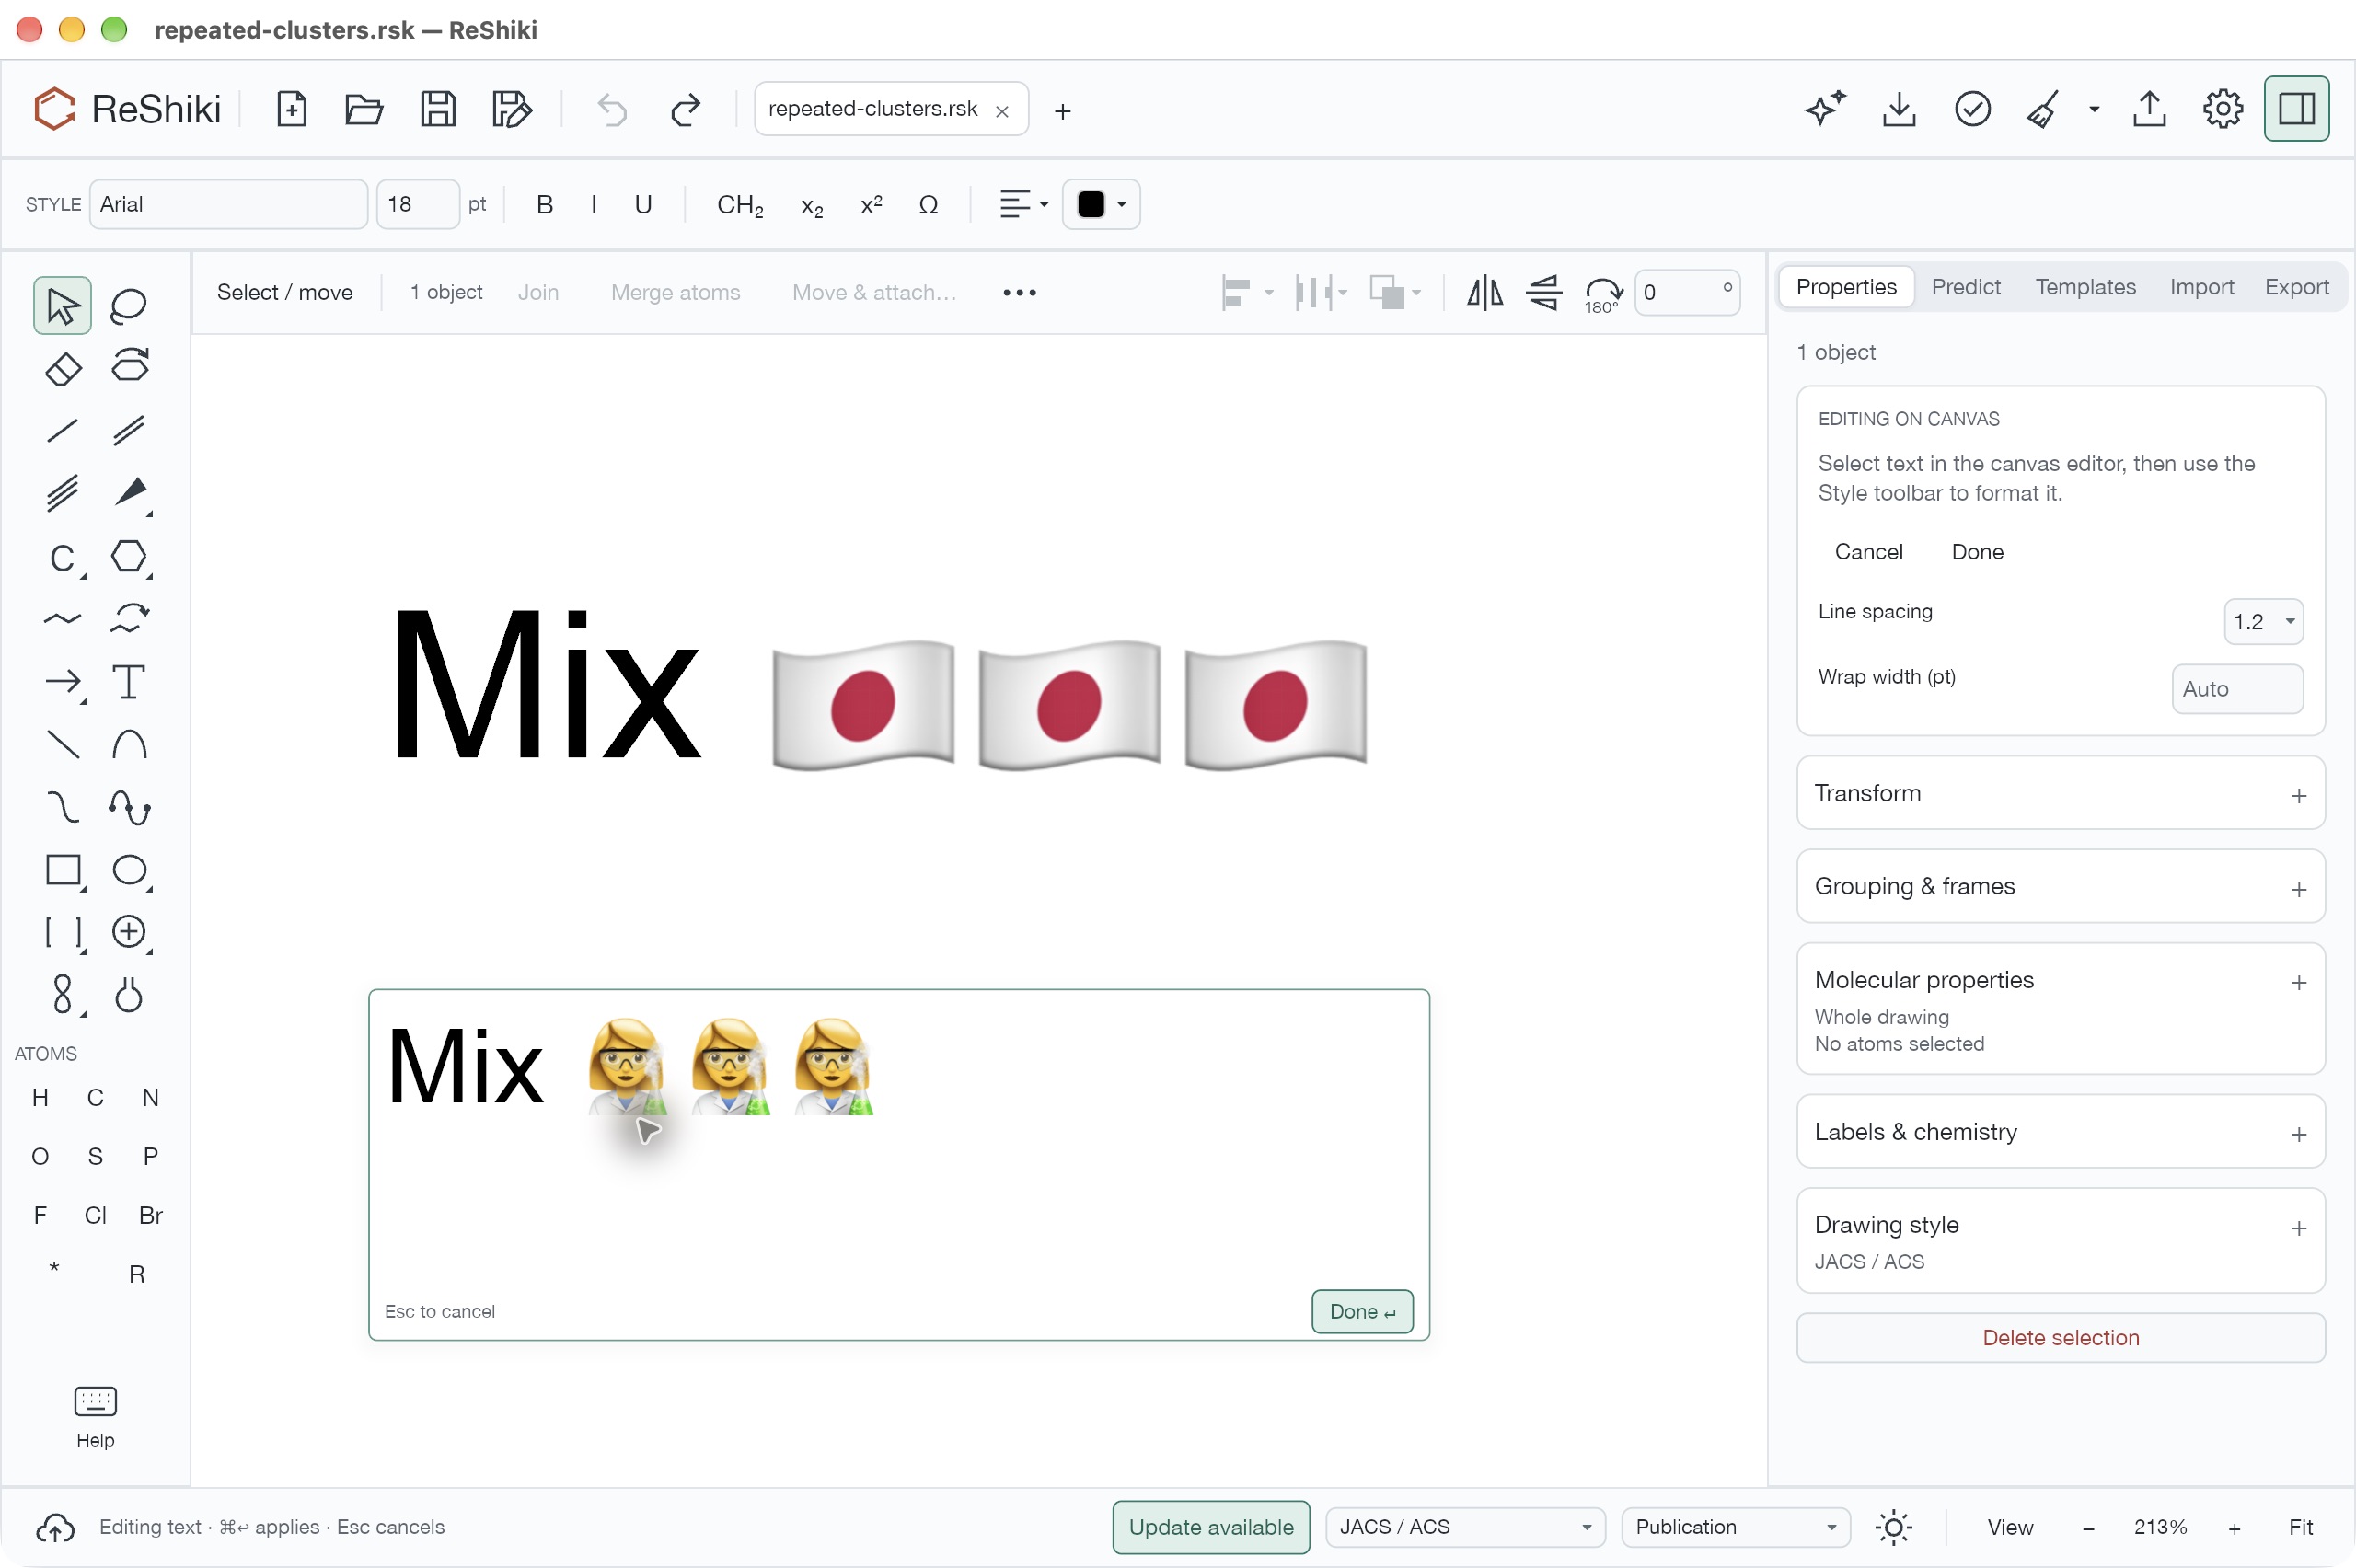 repeated-clusters.rsk — ReShiki
ReShiki
repeated-clusters.rsk × +
STYLE Arial 18 pt B I U CH₂ x₂ x² Ω
Select / move 1 object Join Merge atoms Move & attach... ••• 180° 0 °
Properties Predict Templates Import Export
1 object
EDITING ON CANVAS
Select text in the canvas editor, then use the
Style toolbar to format it.
Cancel Done
Line spacing 1.2
Wrap width (pt) Auto
Transform +
Grouping & frames +
Molecular properties +
Whole drawing
No atoms selected
Labels & chemistry +
Drawing style +
JACS / ACS
Delete selection
C
T
[ ]
ATOMS
H C N
O S P
F Cl Br
* R
Help
Mix 🇯🇵🇯🇵🇯🇵
Mix 👩‍🔬👩‍🔬👩‍🔬
Esc to cancel Done ↵
Editing text · ⌘↩ applies · Esc cancels
Update available JACS / ACS Publication View − 213% + Fit